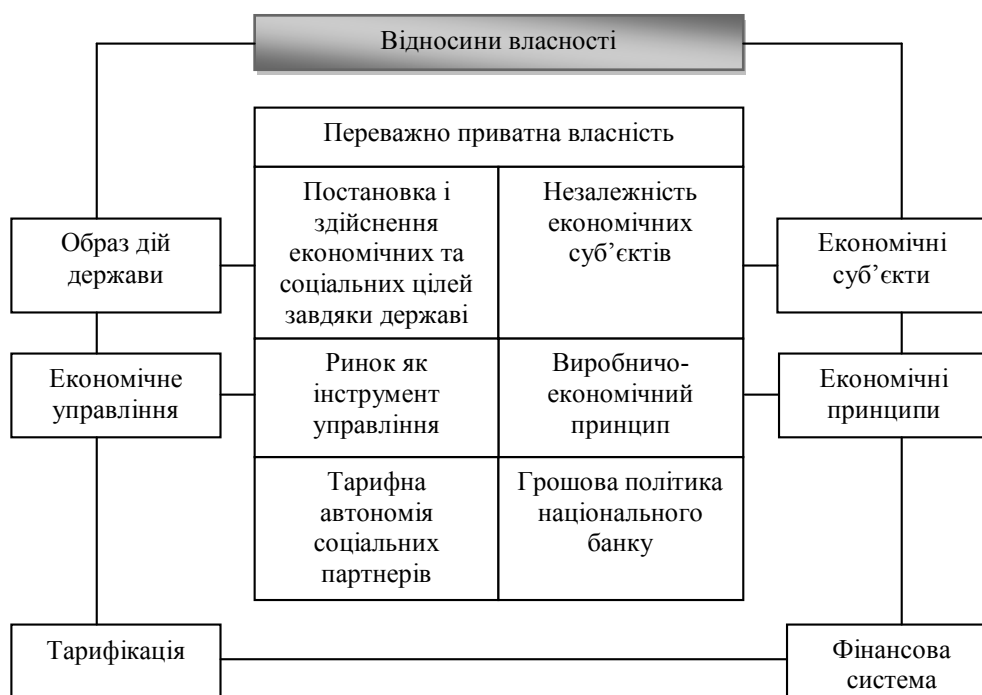 Відносини власності
Переважно приватна власність
Образ дій
держави
Постановка і
здійснення
економічних та
соціальних цілей
завдяки державі
Незалежність
економічних
суб’єктів
Економічні
суб’єкти
Економічне
управління
Ринок як
інструмент
управління
Виробничо-
економічний
принцип
Економічні
принципи
Тарифна
автономія
соціальних
партнерів
Грошова політика
національного
банку
Тарифікація
Фінансова
система